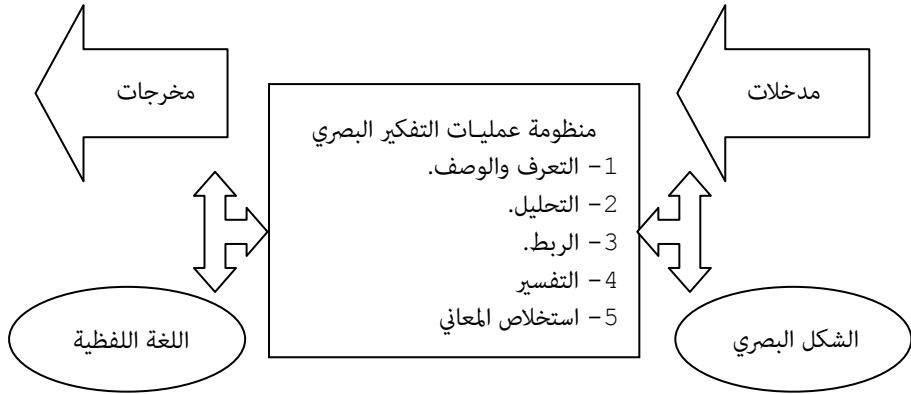 مدخلات
مخرجات
منظومة عمليات التفكير البصري
1- التعرف والوصف.
2- التحليل.
3- الربط.
4- التفسير
5- استخلاص المعاني
الشكل البصري
اللغة اللفظية